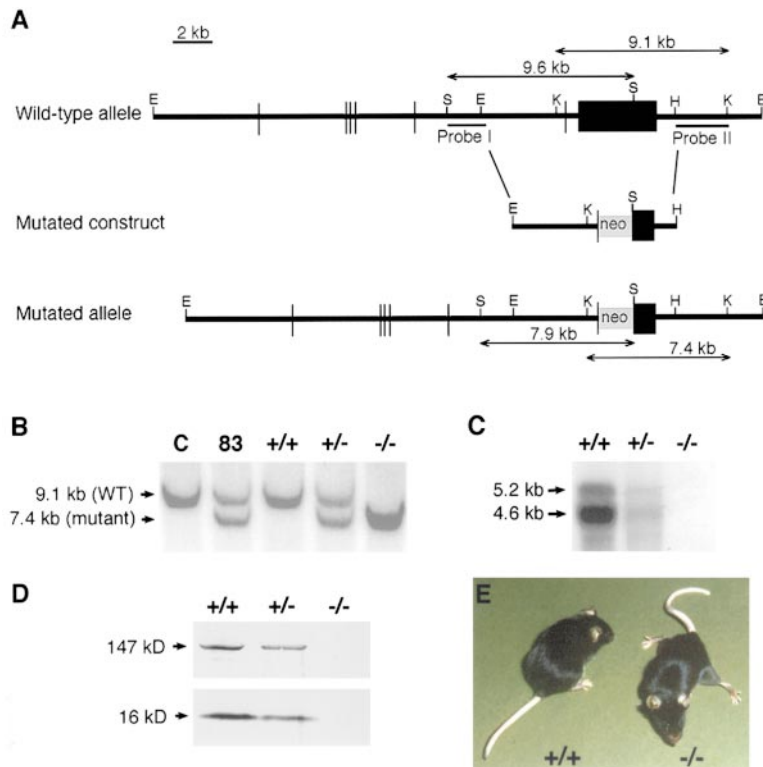 A
2 kb
9.1 kb
9.6 kb
E S E K S H K E
Wild-type allele
Probe I Probe II
E K S H
Mutated construct neo
E S E K S H K E
Mutated allele neo
7.9 kb
7.4 kb
B
C 83 +/+ +/- -/-
9.1 kb (WT)
7.4 kb (mutant)
C
+/+ +/- -/-
5.2 kb
4.6 kb
D
+/+ +/- -/-
147 kD
16 kD
E
+/+ -/-